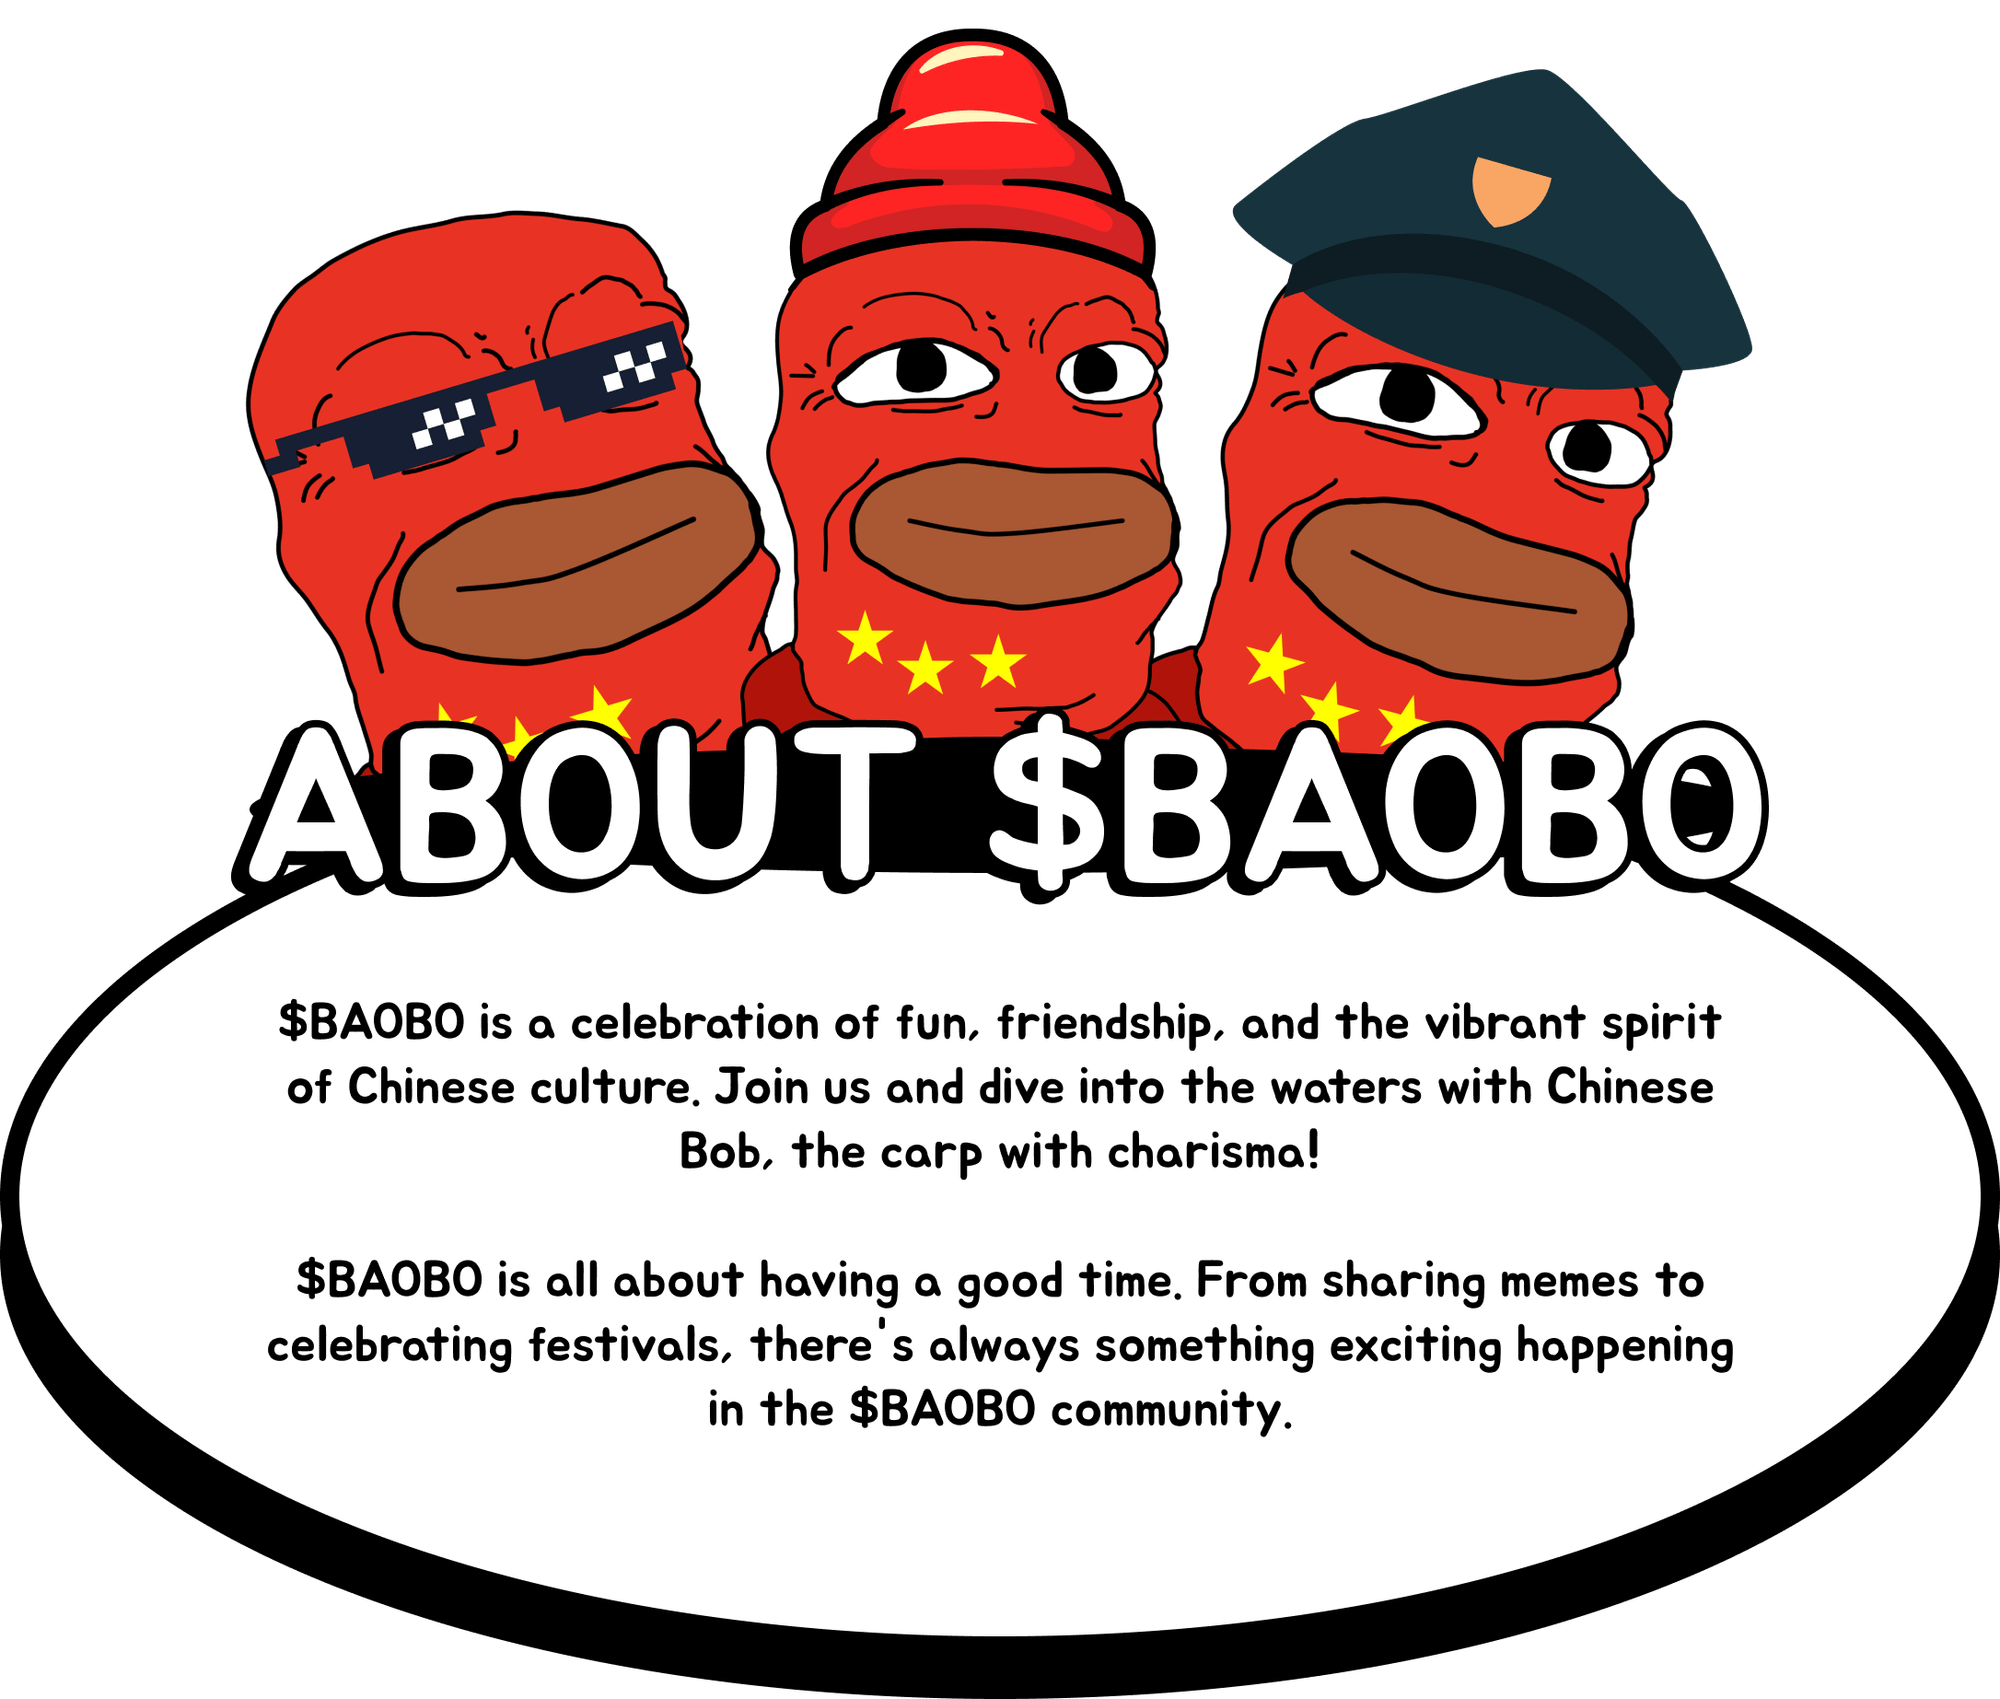 ABOUT $BAOBO
$BAOBO is a celebration of fun, friendship, and the vibrant spirit
of Chinese culture. Join us and dive into the waters with Chinese
Bob, the carp with charisma!
$BAOBO is all about having a good time. From sharing memes to
celebrating festivals, there's always something exciting happening
in the $BAOBO community.